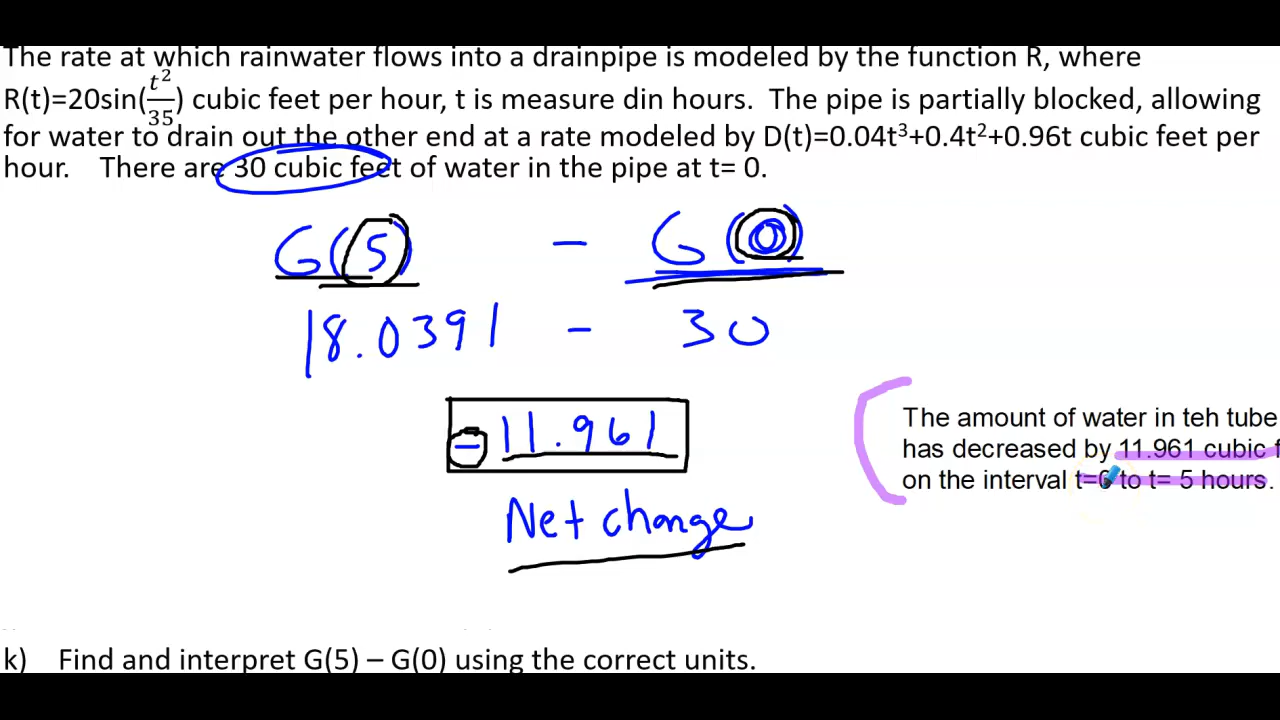 The rate at which rainwater flows into a drainpipe is modeled by the function R, where
R(t)=20sin(t²/35) cubic feet per hour, t is measure din hours. The pipe is partially blocked, allowing
for water to drain out the other end at a rate modeled by D(t)=0.04t³+0.4t²+0.96t cubic feet per
hour. There are 30 cubic feet of water in the pipe at t= 0.
G(5) - G(0)
18.0391 - 30
- 11.961
Net change
The amount of water in teh tube
has decreased by 11.961 cubic f
on the interval t=0 to t= 5 hours.
k) Find and interpret G(5) – G(0) using the correct units.